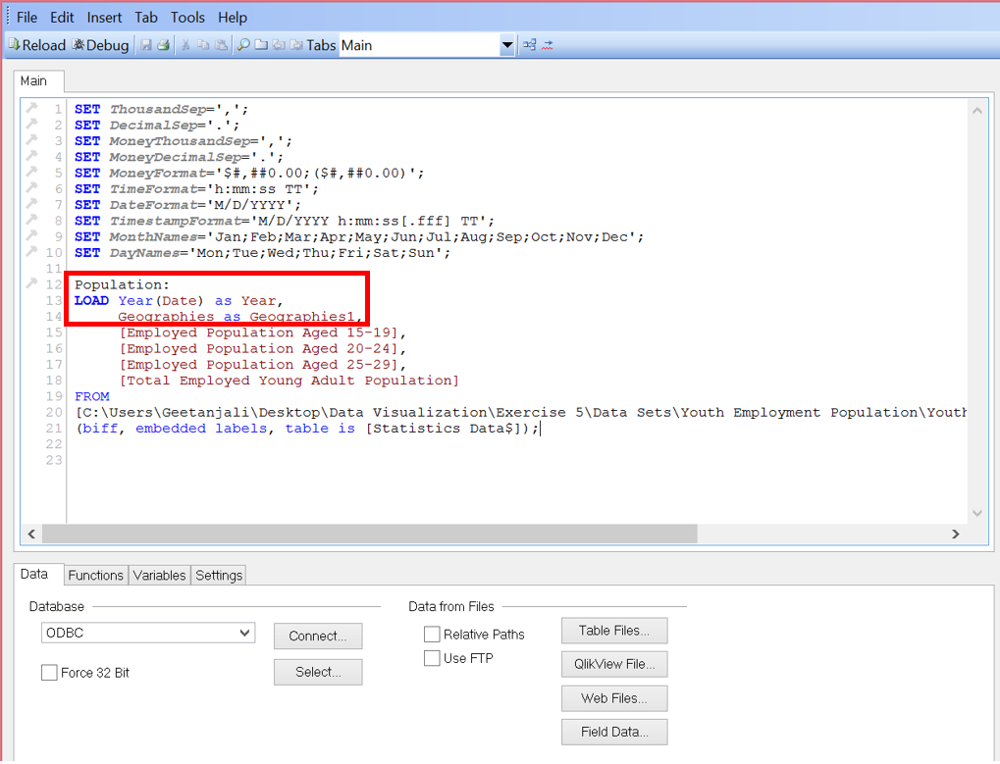 File Edit Insert Tab Tools Help
Reload Debug Tabs Main
Main
1 SET ThousandSep=',';
2 SET DecimalSep='.';
3 SET MoneyThousandSep=',';
4 SET MoneyDecimalSep='.';
5 SET MoneyFormat='$#,##0.00;($#,##0.00)';
6 SET TimeFormat='h:mm:ss TT';
7 SET DateFormat='M/D/YYYY';
8 SET TimestampFormat='M/D/YYYY h:mm:ss[.fff] TT';
9 SET MonthNames='Jan;Feb;Mar;Apr;May;Jun;Jul;Aug;Sep;Oct;Nov;Dec';
10 SET DayNames='Mon;Tue;Wed;Thu;Fri;Sat;Sun';
11
12 Population:
13 LOAD Year(Date) as Year,
14 Geographies as Geographies1,
15 [Employed Population Aged 15-19],
16 [Employed Population Aged 20-24],
17 [Employed Population Aged 25-29],
18 [Total Employed Young Adult Population]
19 FROM
20 [C:\Users\Geetanjali\Desktop\Data Visualization\Exercise 5\Data Sets\Youth Employment Population\Youth
21 (biff, embedded labels, table is [Statistics Data$]);
22
23
Data Functions Variables Settings
Database
ODBC
Connect...
Force 32 Bit
Select...
Data from Files
Relative Paths
Use FTP
Table Files...
QlikView File...
Web Files...
Field Data...